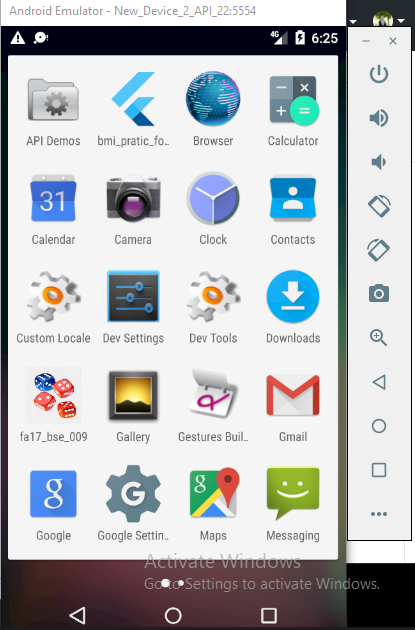 Android Emulator - New_Device_2_API_22:5554
4G 6:25
API Demos bmi_pratic_fo.. Browser Calculator
31
Calendar Camera Clock Contacts
Custom Locale Dev Settings Dev Tools Downloads
fa17_bse_009 Gallery Gestures Buil.. Gmail
Google Google Settin.. Maps Messaging
Activate Windows
Go to Settings to activate Windows.